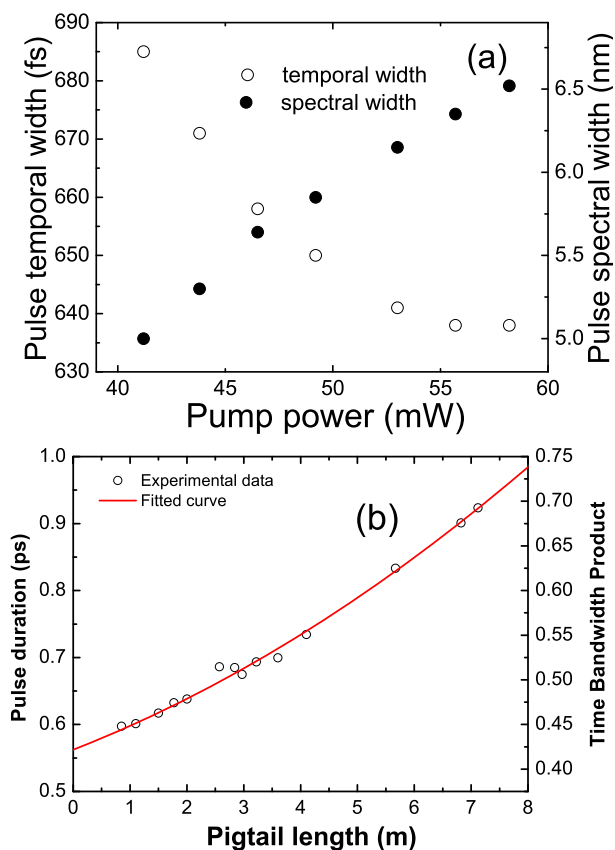 (a)
temporal width
spectral width
Pulse temporal width (fs)
690
680
670
660
650
640
630
Pulse spectral width (nm)
6.5
6.0
5.5
5.0
40 45 50 55 60
Pump power (mW)
(b)
Experimental data
Fitted curve
Pulse duration (ps)
1.0
0.9
0.8
0.7
0.6
0.5
Time Bandwidth Product
0.75
0.70
0.65
0.60
0.55
0.50
0.45
0.40
0 1 2 3 4 5 6 7 8
Pigtail length (m)